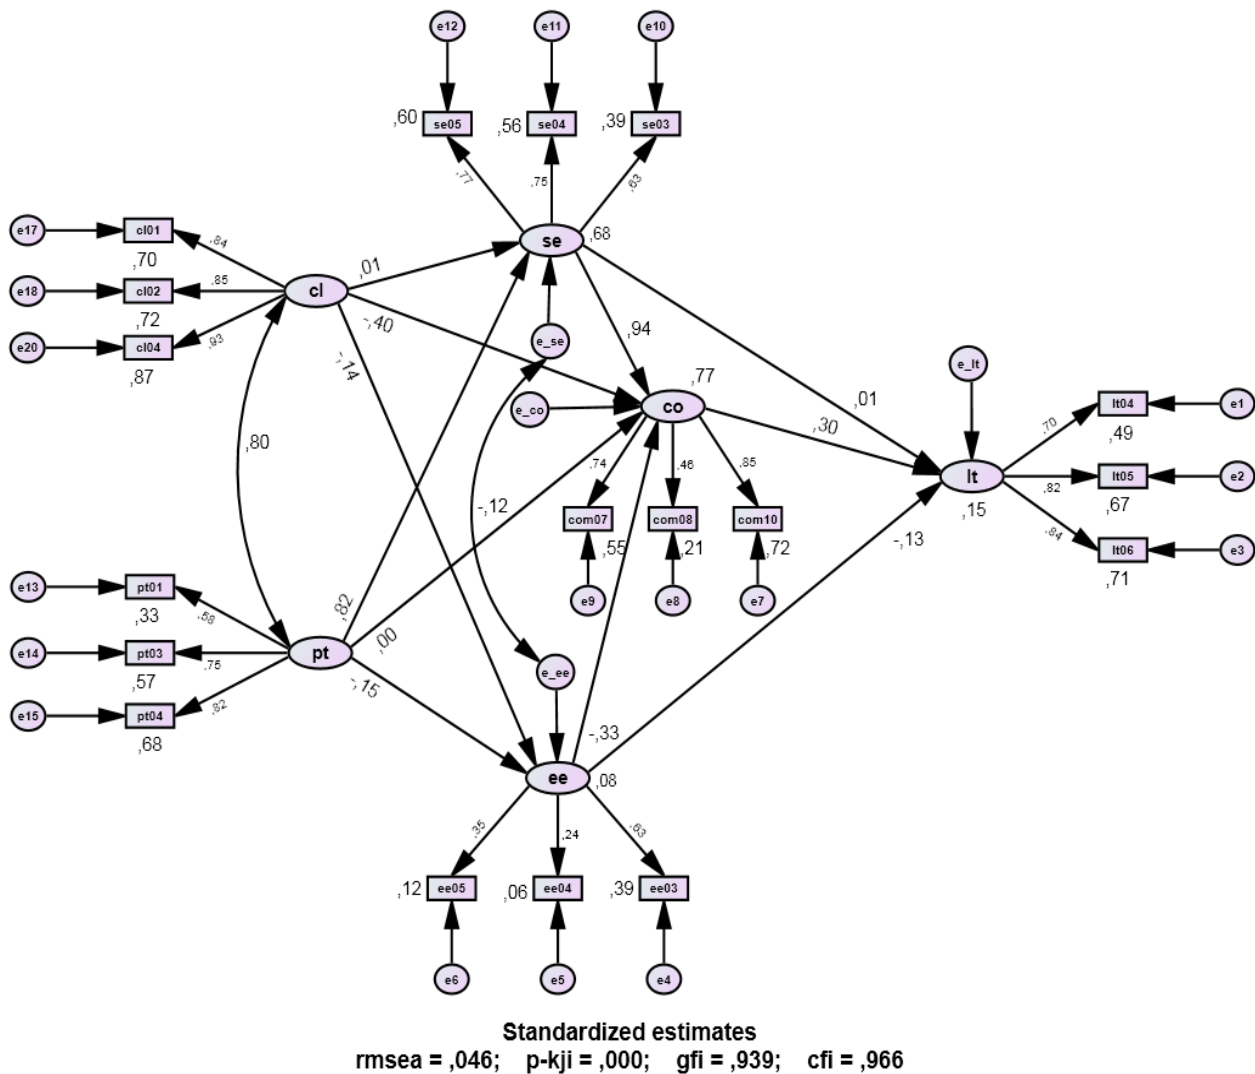 e12 e11 e10
,60 se05 ,56 se04 ,39 se03
,77 ,75 ,63
e17 cl01 ,84
,70
se ,68
,01
e18 cl02 ,85 cl
,72
-,40
e20 cl04 ,93
,87
-,14
e_se
,94
e_lt
,77
e_co co
,01
lt04 e1
,70
,49
,30
,80
,74 ,46 ,85
lt
,82 lt05 e2
,15
,67
-,12
com07 com08 com10
,55 ,21 ,72
-,13
,84 lt06 e3
,71
e13 pt01 ,58
,33
e9 e8 e7
,82
,00
e14 pt03 ,75 pt
,57
e_ee
-,15
e15 pt04 ,82
,68
-,33
ee ,08
,35 ,24 ,63
,12 ee05 ,06 ee04 ,39 ee03
e6 e5 e4
Standardized estimates
rmsea = ,046; p-kji = ,000; gfi = ,939; cfi = ,966